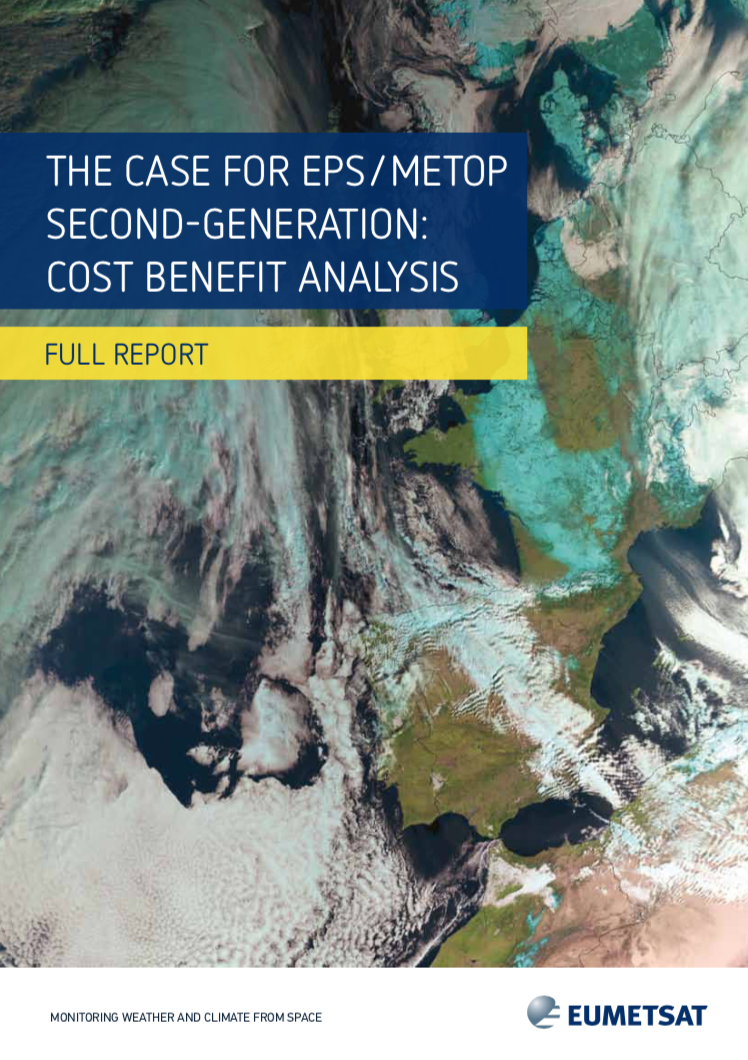 THE CASE FOR EPS/METOP
SECOND-GENERATION:
COST BENEFIT ANALYSIS
FULL REPORT
MONITORING WEATHER AND CLIMATE FROM SPACE
EUMETSAT